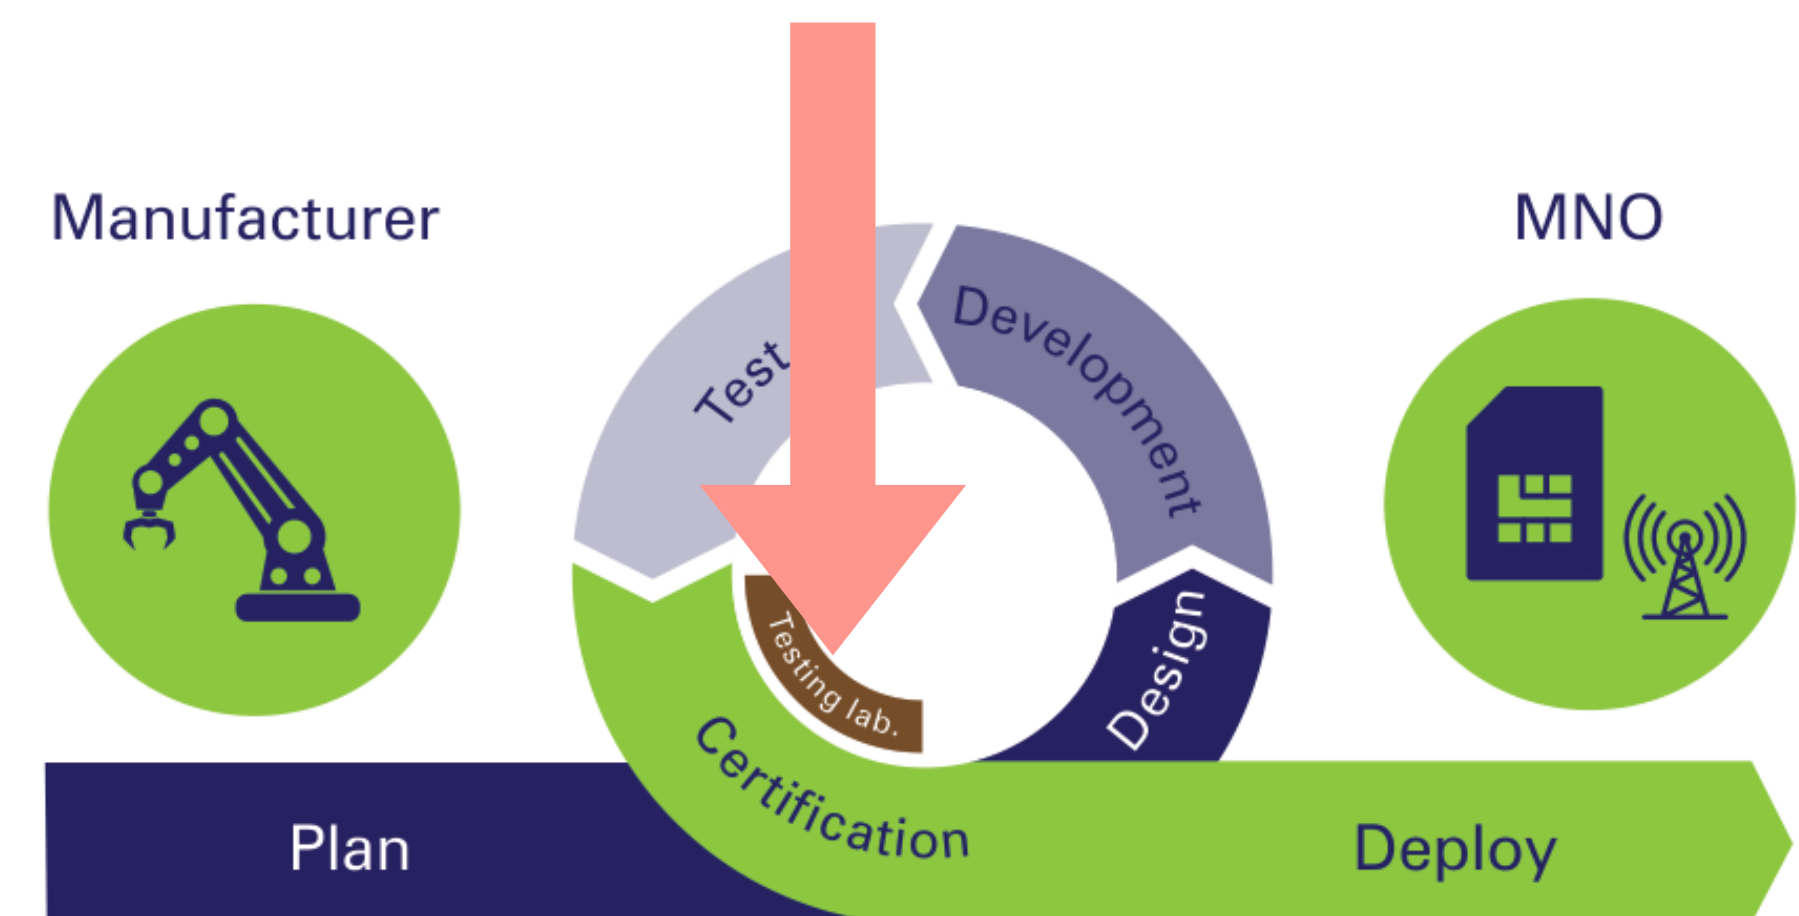 Manufacturer
MNO
Test
Development
Testing lab.
Design
Certification
Plan
Deploy